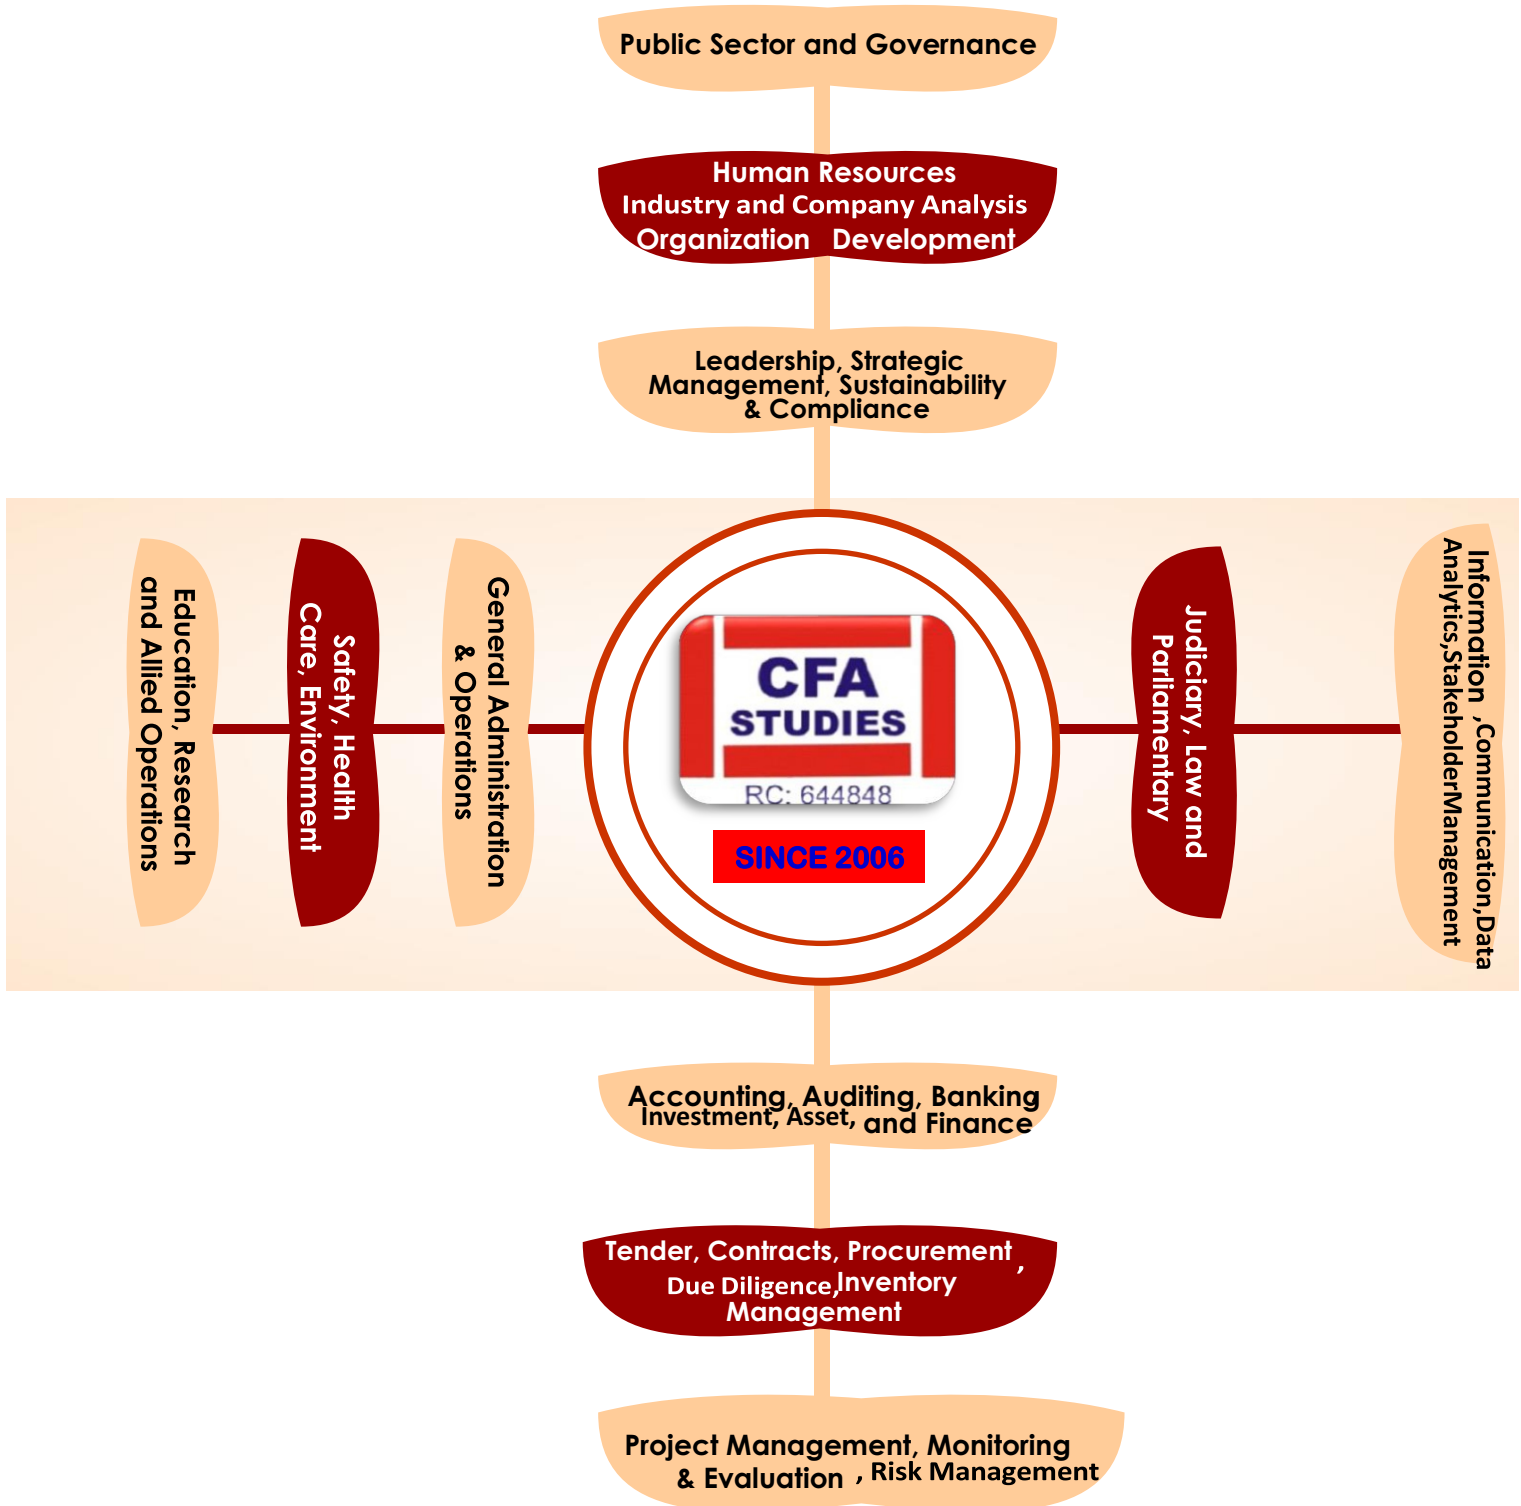 Public Sector and Governance
Human Resources
Industry and Company Analysis
Organization Development
Leadership, Strategic
Management, Sustainability
& Compliance
Education, Research
and Allied Operations
Safety, Health
Care, Environment
General Administration
& Operations
CFA
STUDIES
RC: 644848
SINCE 2006
Judiciary, Law and
Parliamentary
Information ,Communication,Data
Analytics,StakeholderManagement
Accounting, Auditing, Banking
Investment, Asset, and Finance
Tender, Contracts, Procurement ,
Due Diligence,Inventory
Management
Project Management, Monitoring
& Evaluation , Risk Management